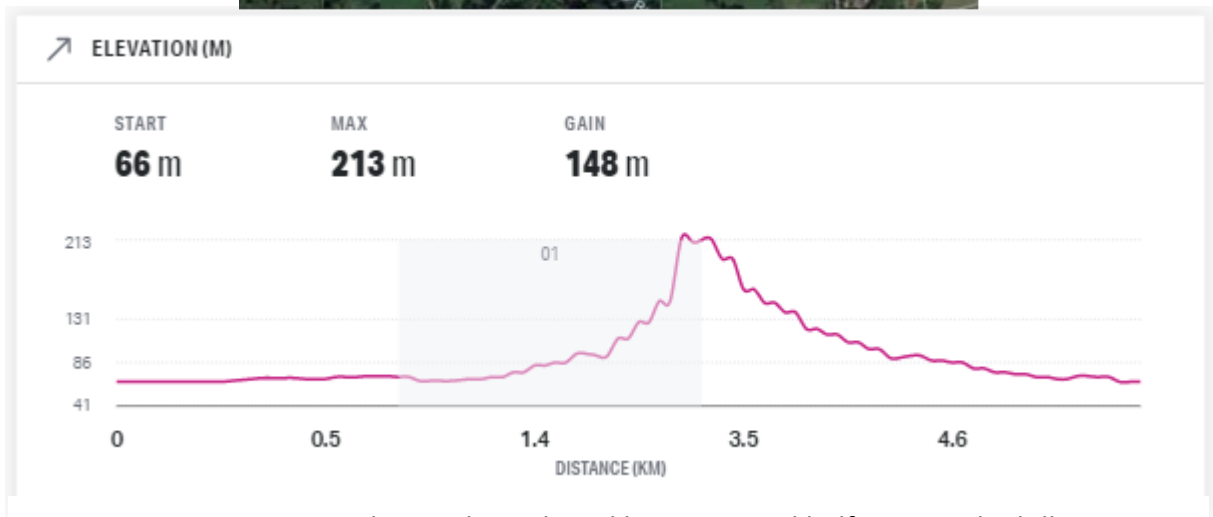 ELEVATION (M)
START MAX GAIN
66 m 213 m 148 m
213
01
131
86
41
0 0.5 1.4 3.5 4.6
DISTANCE (KM)